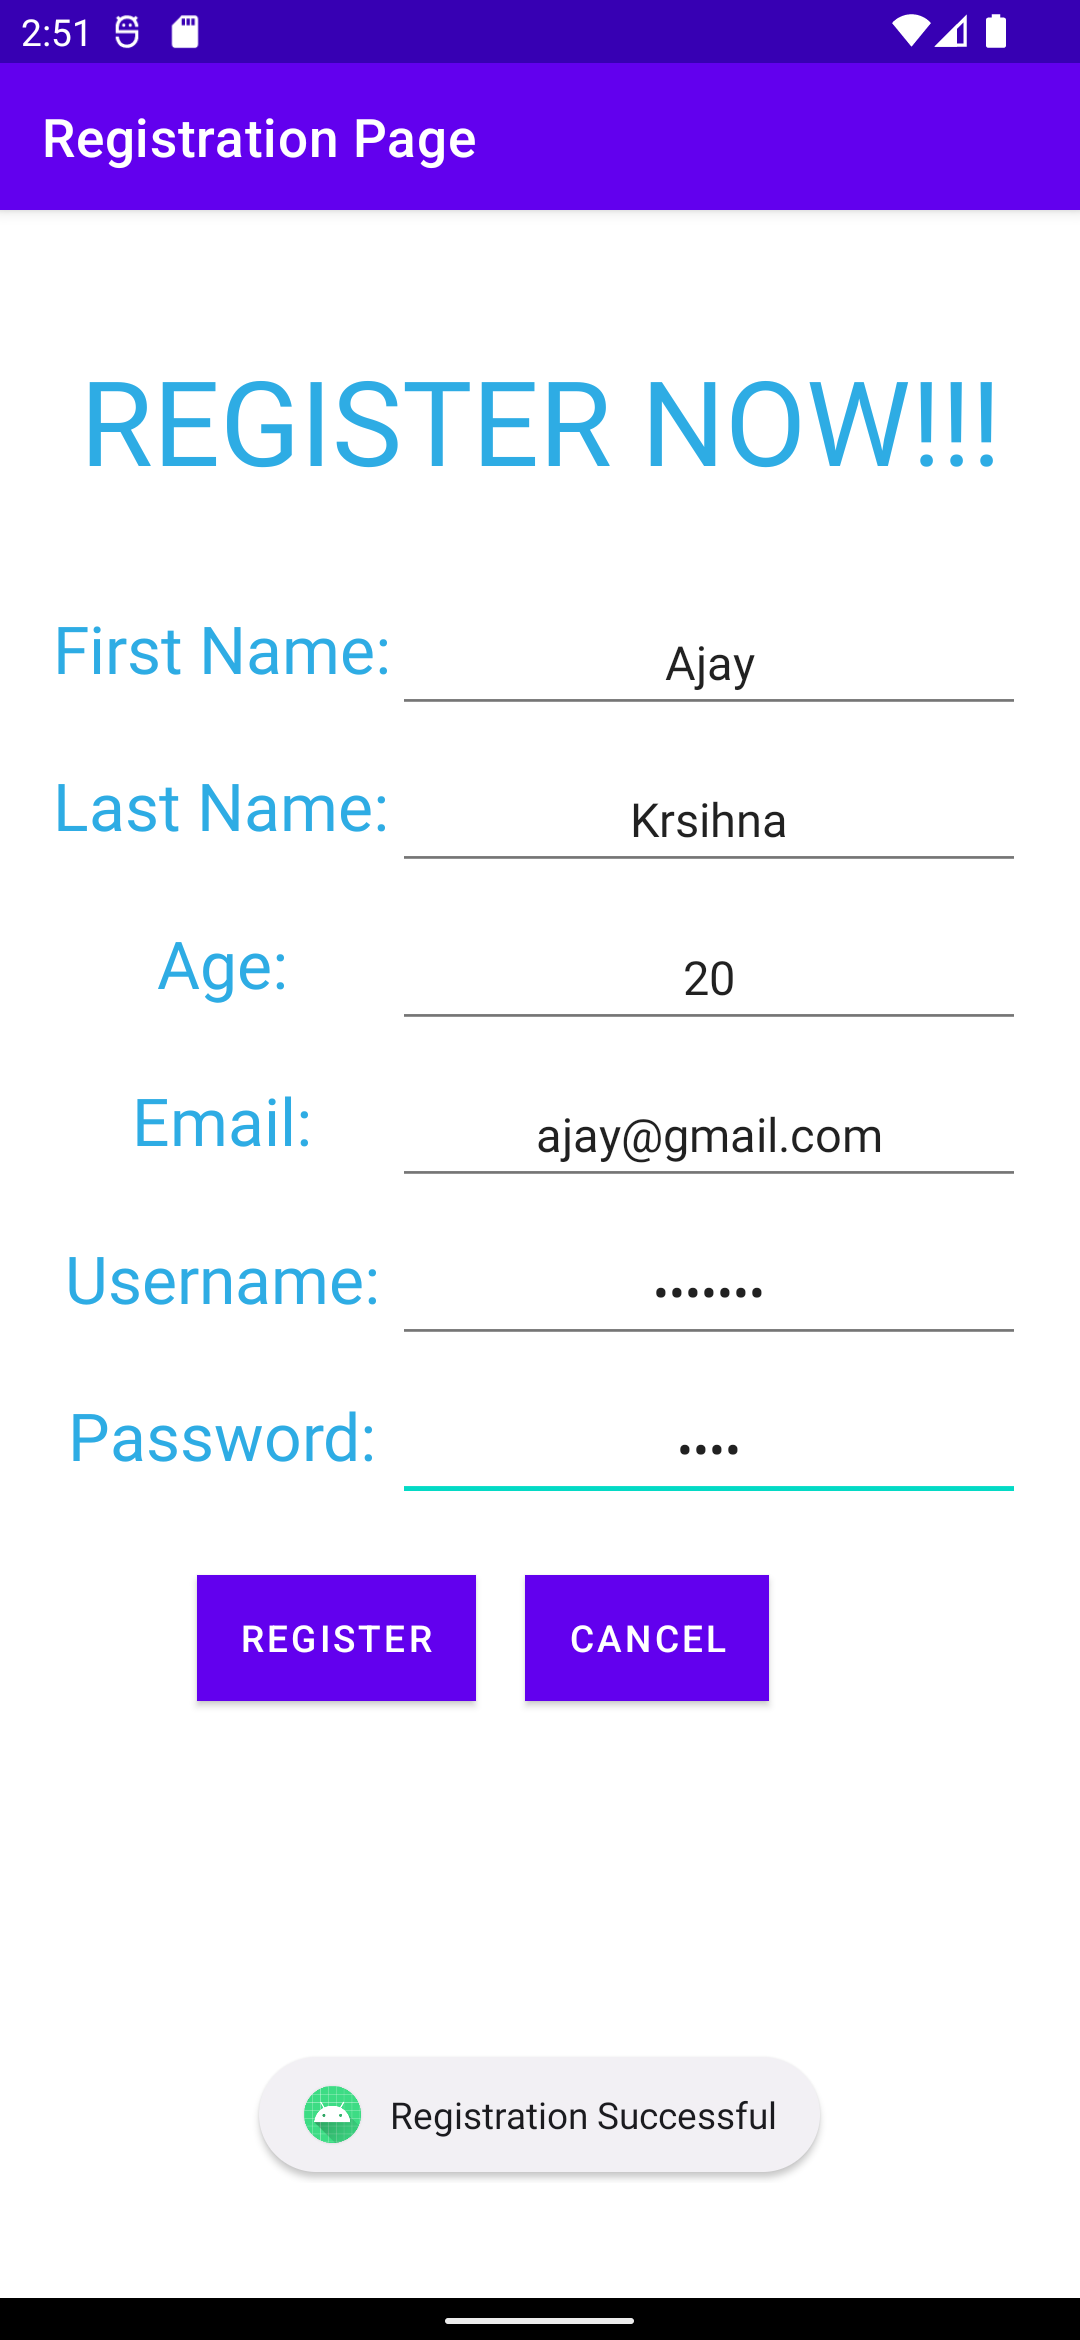 2:51
Registration Page
REGISTER NOW!!!
First Name: Ajay
Last Name: Krsihna
Age: 20
Email: ajay@gmail.com
Username: •••••••
Password: ••••
REGISTER CANCEL
Registration Successful